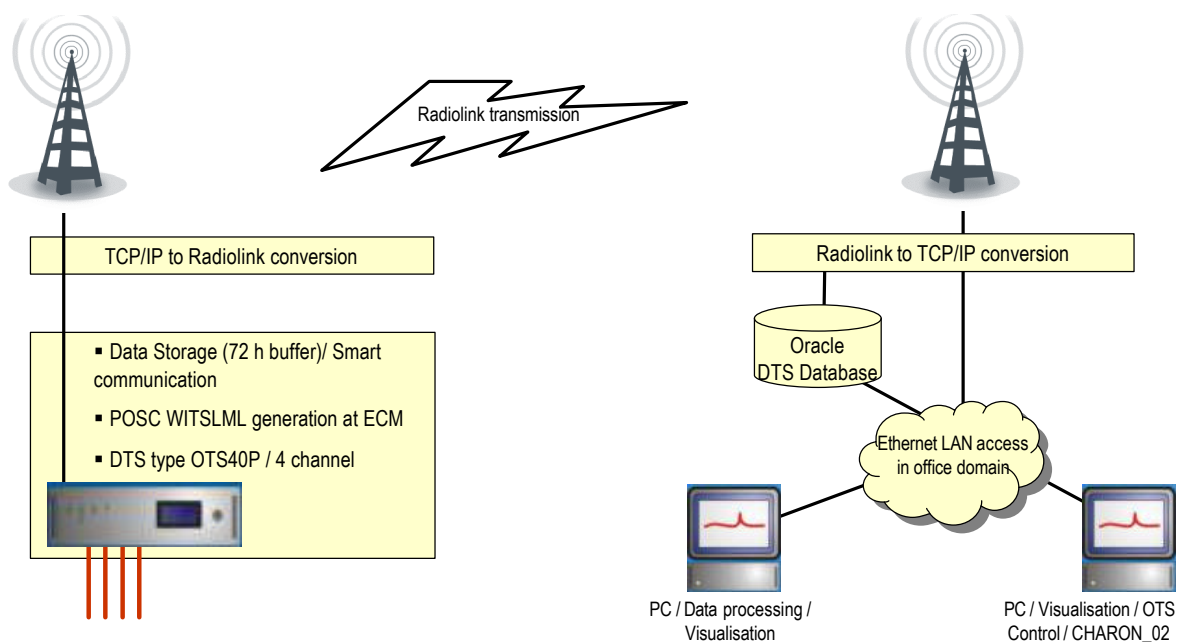 Radiolink transmission
TCP/IP to Radiolink conversion
▪ Data Storage (72 h buffer)/ Smart
communication
▪ POSC WITSLML generation at ECM
▪ DTS type OTS40P / 4 channel
Radiolink to TCP/IP conversion
Oracle
DTS Database
Ethernet LAN access
in office domain
PC / Data processing /
Visualisation
PC / Visualisation / OTS
Control / CHARON_02